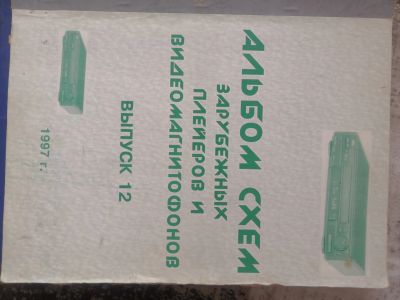 АЛЬБОМ СХЕМ
ЗАРУБЕЖНЫХ
ПЛЕЙЕРОВ И
ВИДЕОМАГНИТОФОНОВ
ВЫПУСК 12
1997 г.